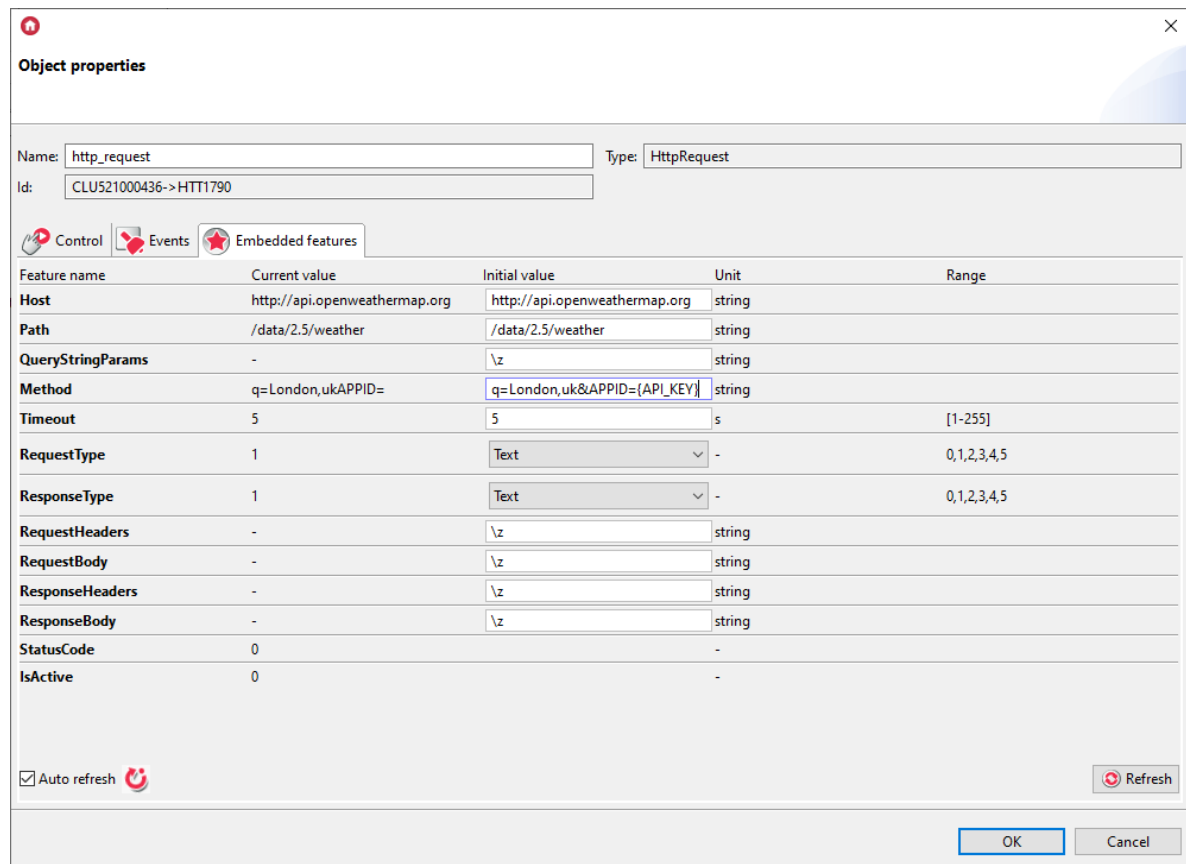 Object properties
Name: http_request Type: HttpRequest
Id: CLU521000436->HTT1790
Control Events Embedded features
Feature name Current value Initial value Unit Range
Host http://api.openweathermap.org http://api.openweathermap.org string
Path /data/2.5/weather /data/2.5/weather string
QueryStringParams - \z string
Method q=London,ukAPPID= q=London,uk&APPID={API_KEY} string
Timeout 5 5 s [1-255]
RequestType 1 Text - 0,1,2,3,4,5
ResponseType 1 Text - 0,1,2,3,4,5
RequestHeaders - \z string
RequestBody - \z string
ResponseHeaders - \z string
ResponseBody - \z string
StatusCode 0 -
IsActive 0 -
Auto refresh Refresh
OK Cancel